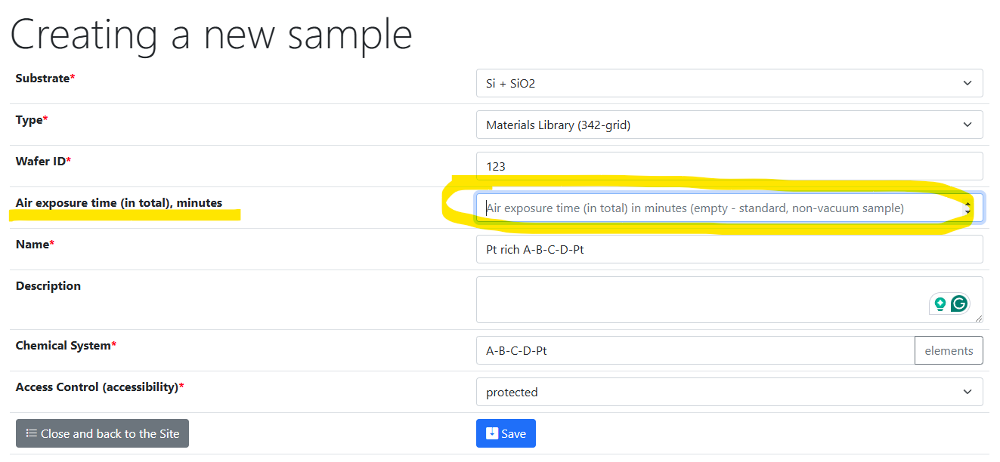 Creating a new sample
Substrate*
Si + SiO2
Type*
Materials Library (342-grid)
Wafer ID*
123
Air exposure time (in total), minutes
Air exposure time (in total) in minutes (empty - standard, non-vacuum sample)
Name*
Pt rich A-B-C-D-Pt
Description
Chemical System*
A-B-C-D-Pt
elements
Access Control (accessibility)*
protected
Close and back to the Site
Save